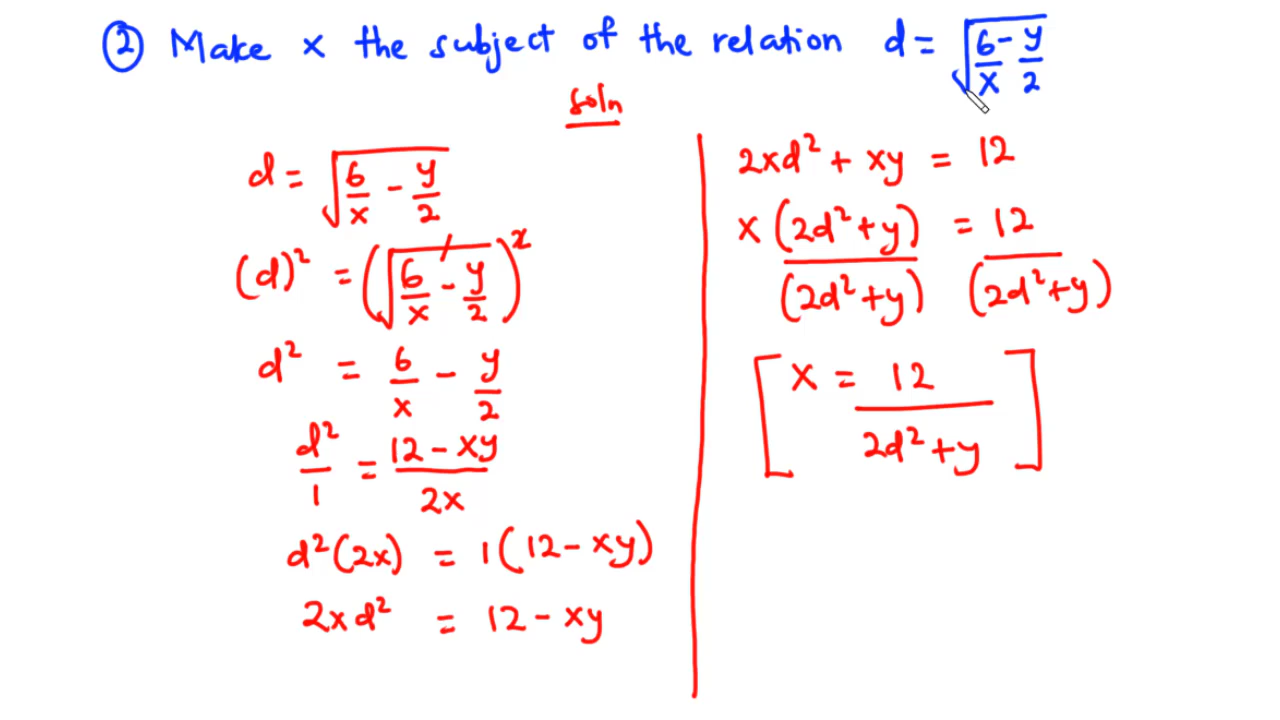 ② Make x the subject of the relation d = √(6/x - y/2)
soln
d = √(6/x - y/2)
(d)² = (√(6/x - y/2))²
d² = 6/x - y/2
d²/1 = (12 - xy)/2x
d²(2x) = 1(12 - xy)
2xd² = 12 - xy
2xd² + xy = 12
x(2d² + y)/(2d² + y) = 12/(2d² + y)
[x = 12/(2d² + y)]